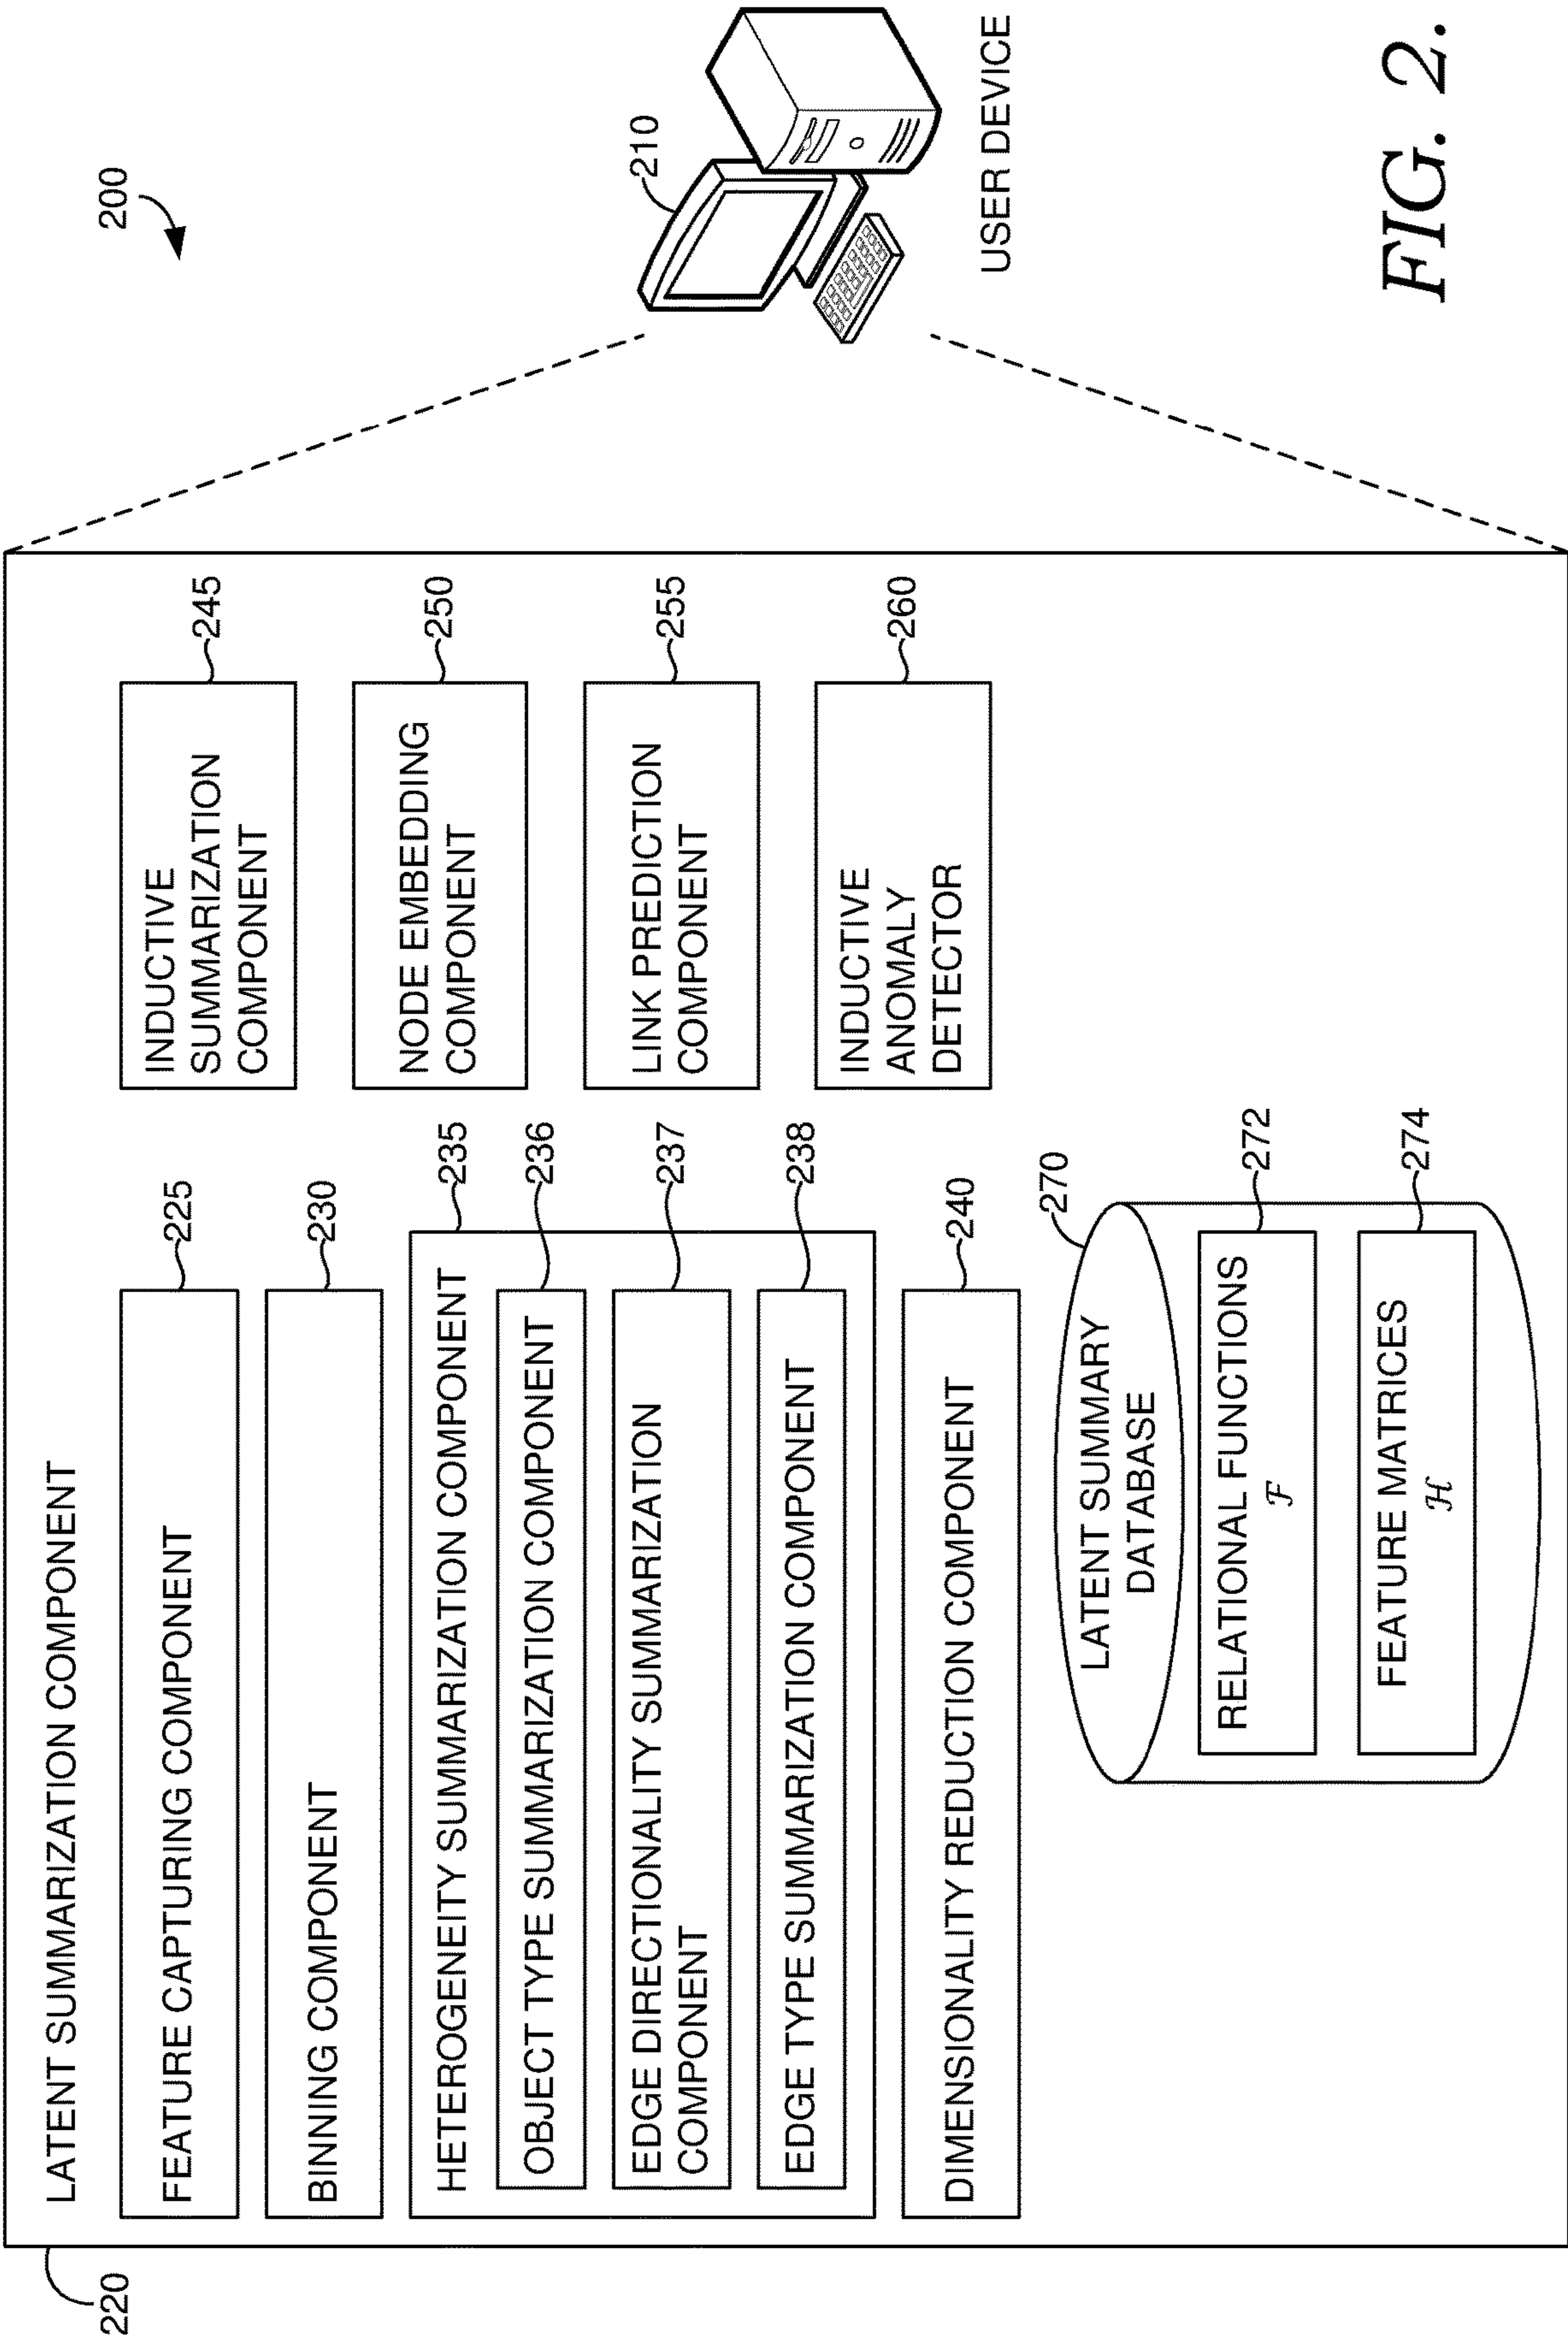 200
220
LATENT SUMMARIZATION COMPONENT
FEATURE CAPTURING COMPONENT
225
BINNING COMPONENT
230
HETEROGENEITY SUMMARIZATION COMPONENT
235
OBJECT TYPE SUMMARIZATION COMPONENT
236
EDGE DIRECTIONALITY SUMMARIZATION
COMPONENT
237
EDGE TYPE SUMMARIZATION COMPONENT
238
DIMENSIONALITY REDUCTION COMPONENT
240
LATENT SUMMARY
DATABASE
270
RELATIONAL FUNCTIONS
ℱ
272
FEATURE MATRICES
ℋ
274
INDUCTIVE
SUMMARIZATION
COMPONENT
245
NODE EMBEDDING
COMPONENT
250
LINK PREDICTION
COMPONENT
255
INDUCTIVE
ANOMALY
DETECTOR
260
210
USER DEVICE
FIG. 2.